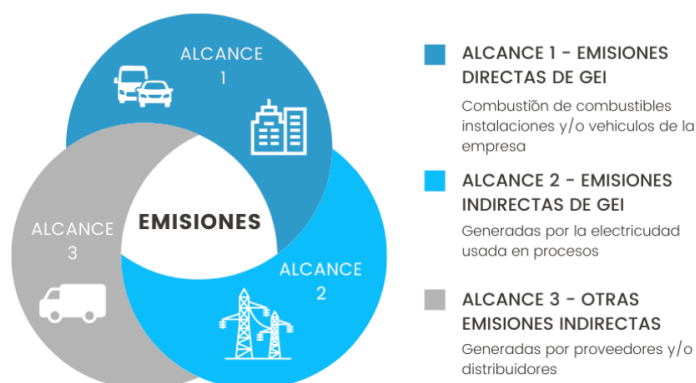 ALCANCE
1
EMISIONES
ALCANCE
3
ALCANCE
2
ALCANCE 1 - EMISIONES
DIRECTAS DE GEI
Combustión de combustibles
instalaciones y/o vehiculos de la
empresa
ALCANCE 2 - EMISIONES
INDIRECTAS DE GEI
Generadas por la electricudad
usada en procesos
ALCANCE 3 - OTRAS
EMISIONES INDIRECTAS
Generadas por proveedores y/o
distribuidores